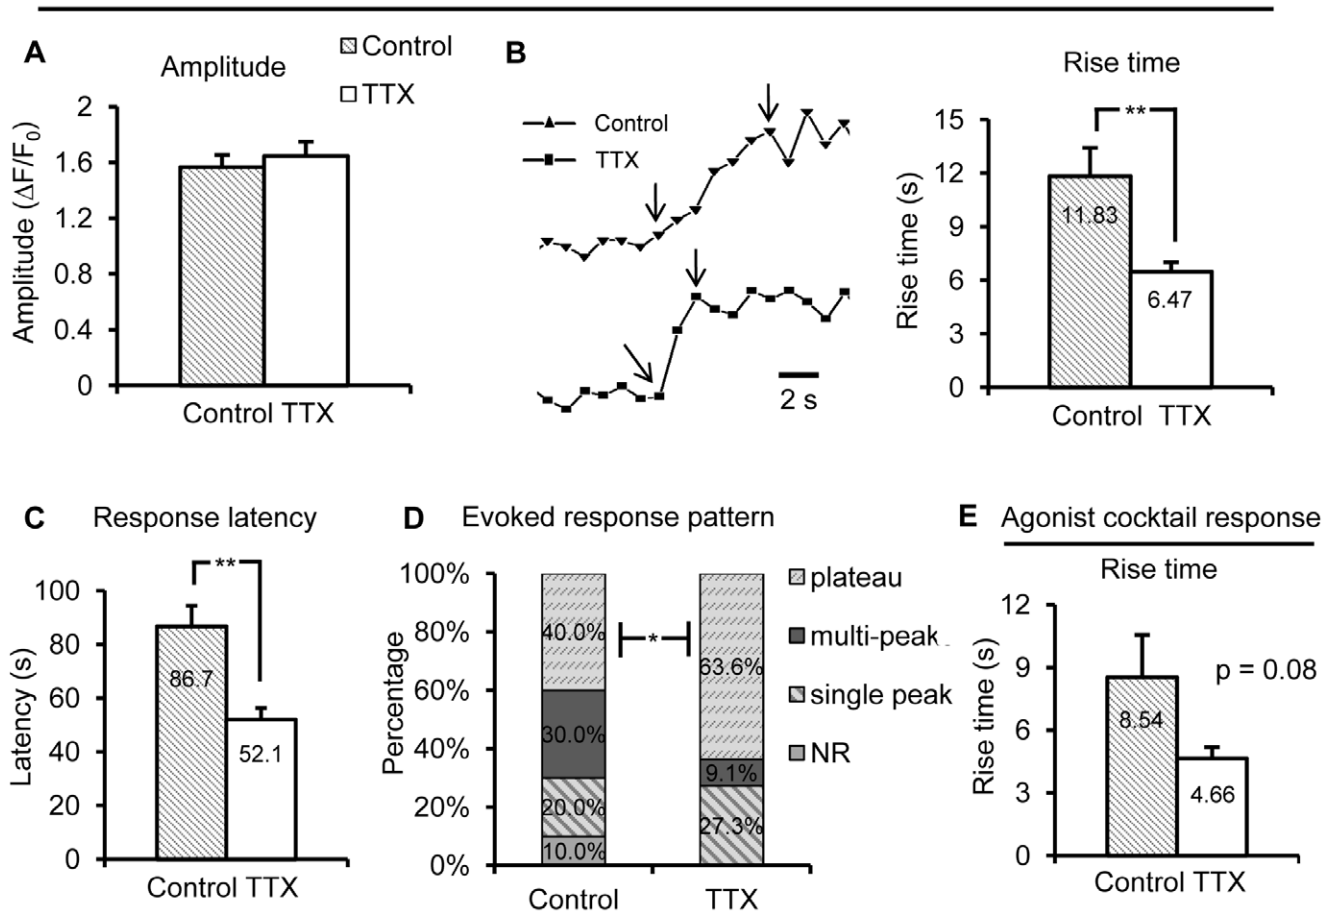 A
Amplitude
Control
TTX
Amplitude (ΔF/F0)
2
1.6
1.2
0.8
0.4
0
Control TTX
B
Control
TTX
2 s
Rise time
Rise time (s)
15
12
9
6
3
0
**
11.83
6.47
Control TTX
C
Response latency
Latency (s)
100
80
60
40
20
0
**
86.7
52.1
Control TTX
D
Evoked response pattern
Percentage
100%
80%
60%
40%
20%
0%
40.0%
30.0%
20.0%
10.0%
*
63.6%
9.1%
27.3%
Control
TTX
plateau
multi-peak
single peak
NR
E
Agonist cocktail response
Rise time
Rise time (s)
12
9
6
3
0
p = 0.08
8.54
4.66
Control TTX